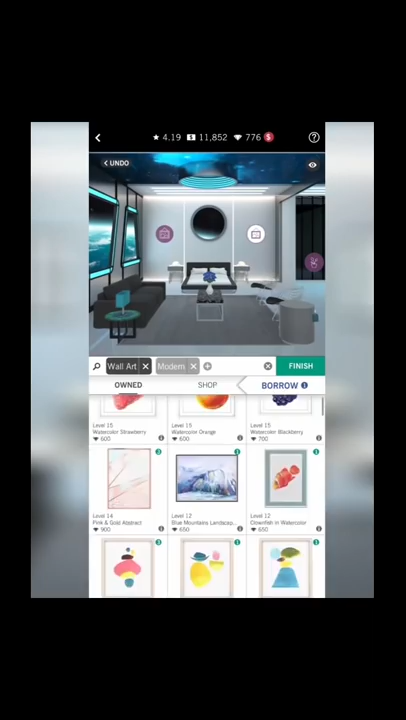 4.19 11,852 776 $ ?
UNDO
Wall Art X Modern X FINISH
OWNED SHOP BORROW i
Level 15 Level 15 Level 15
Watercolor Strawberry Watercolor Orange Watercolor Blackberry
600 600 700
Level 14 Level 12 Level 12
Pink & Gold Abstract Blue Mountains Landscap... Clownfish in Watercolor
900 650 650